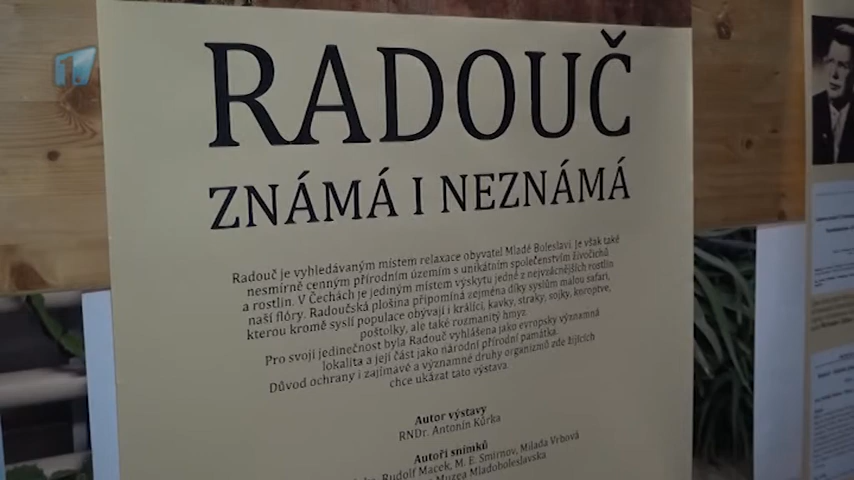 1
RADOUČ
ZNÁMÁ I NEZNÁMÁ
Radouč je vyhledávaným místem relaxace obyvatel Mladé Boleslavi. Je však také
nesmírně cenným přírodním územím s unikátním společenstvím živočichů
a rostlin. V Čechách je jediným místem výskytu jedné z nejvzácnějších rostlin
naší flóry. Radoučská plošina připomíná zejména díky syslům malou safari,
kterou kromě syslí populace obývají i králíci, kavky, straky, sojky, koroptve,
poštolky, ale také rozmanitý hmyz.
Pro svoji jedinečnost byla Radouč vyhlášena jako evropsky významná
lokalita a její část jako národní přírodní památka.
Důvod ochrany i zajímavé a významné druhy organizmů zde žijících
chce ukázat tato výstava.
Autor výstavy
RNDr. Antonín Kůrka
Autoři snímků
Rudolf Macek, M. E. Smirnov, Milada Vrbová
Muzea Mladoboleslavska